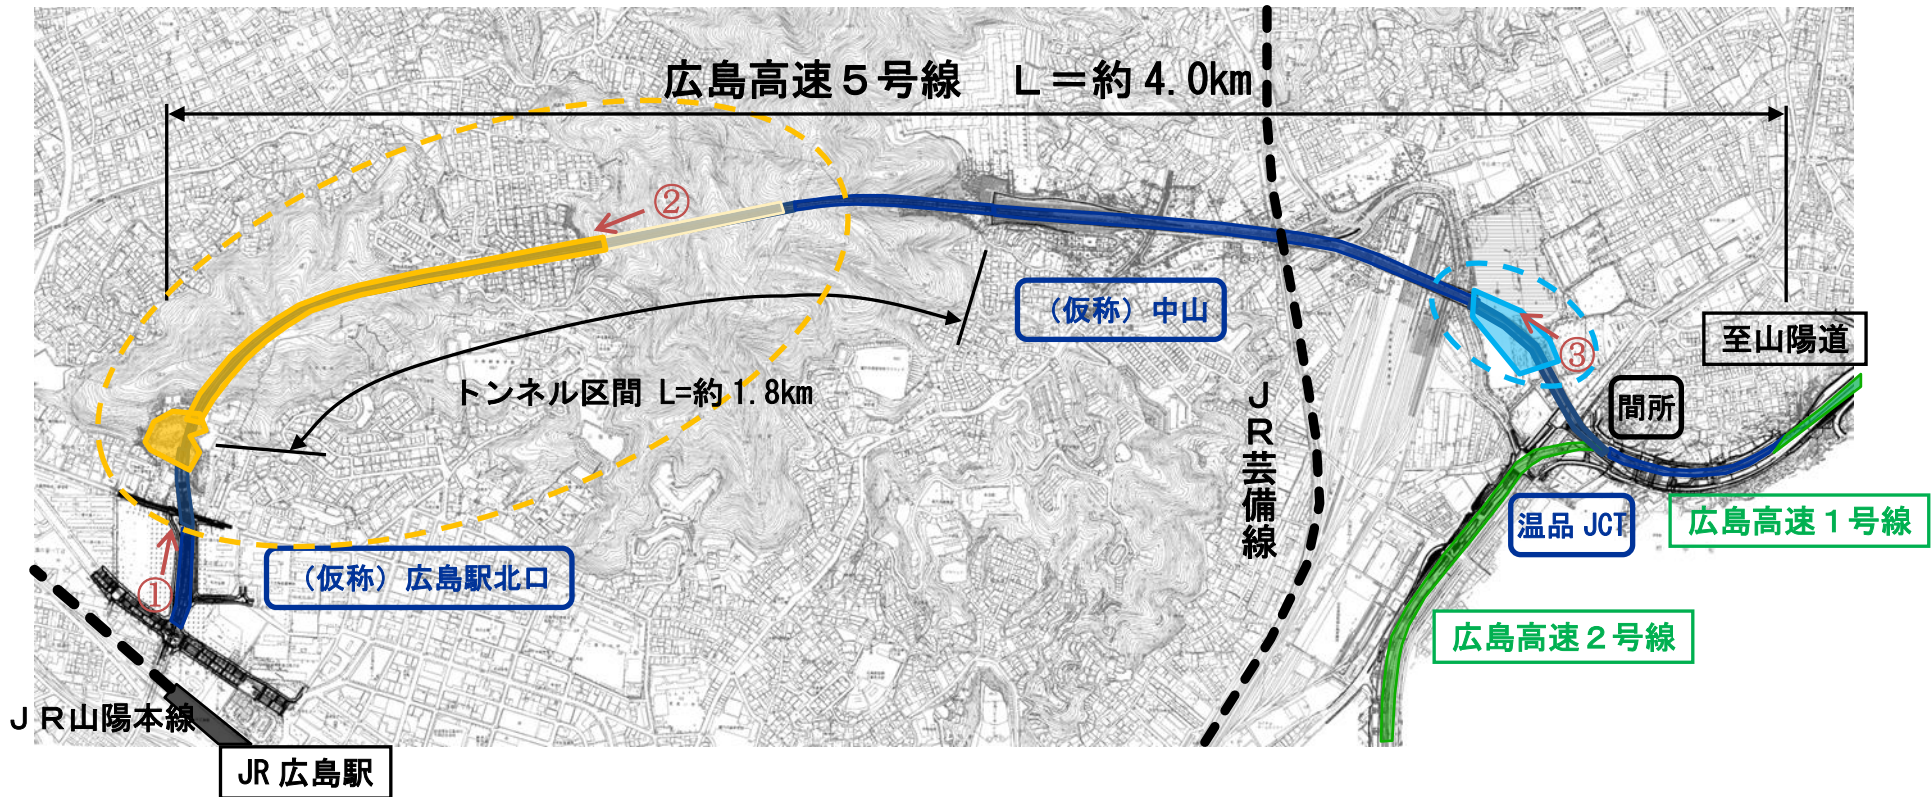 広島高速５号線　Ｌ＝約4.0km
②
（仮称）中山
③
至山陽道
トンネル区間 L=約1.8km
ＪＲ芸備線
間所
温品 JCT
広島高速１号線
①
（仮称）広島駅北口
広島高速２号線
ＪＲ山陽本線
JR 広島駅